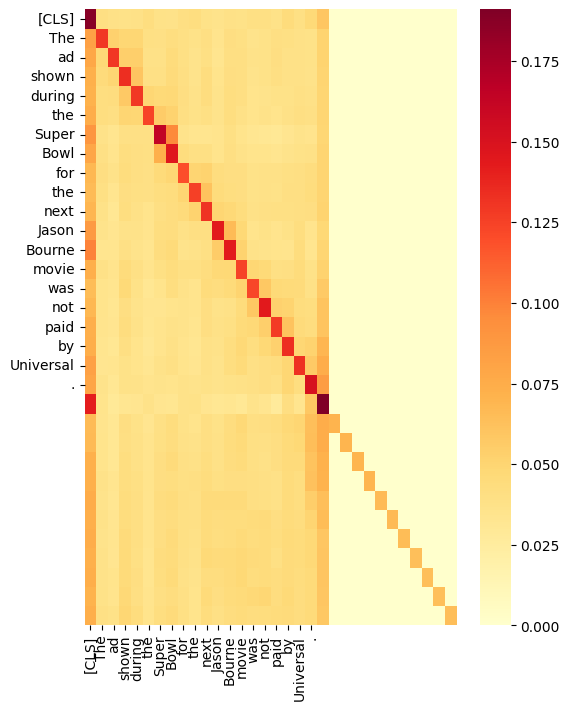 [CLS]
The
ad
shown
during
the
Super
Bowl
for
the
next
Jason
Bourne
movie
was
not
paid
by
Universal
.
[CLS] The ad shown during the Super Bowl for the next Jason Bourne movie was not paid by Universal .
0.175
0.150
0.125
0.100
0.075
0.050
0.025
0.000